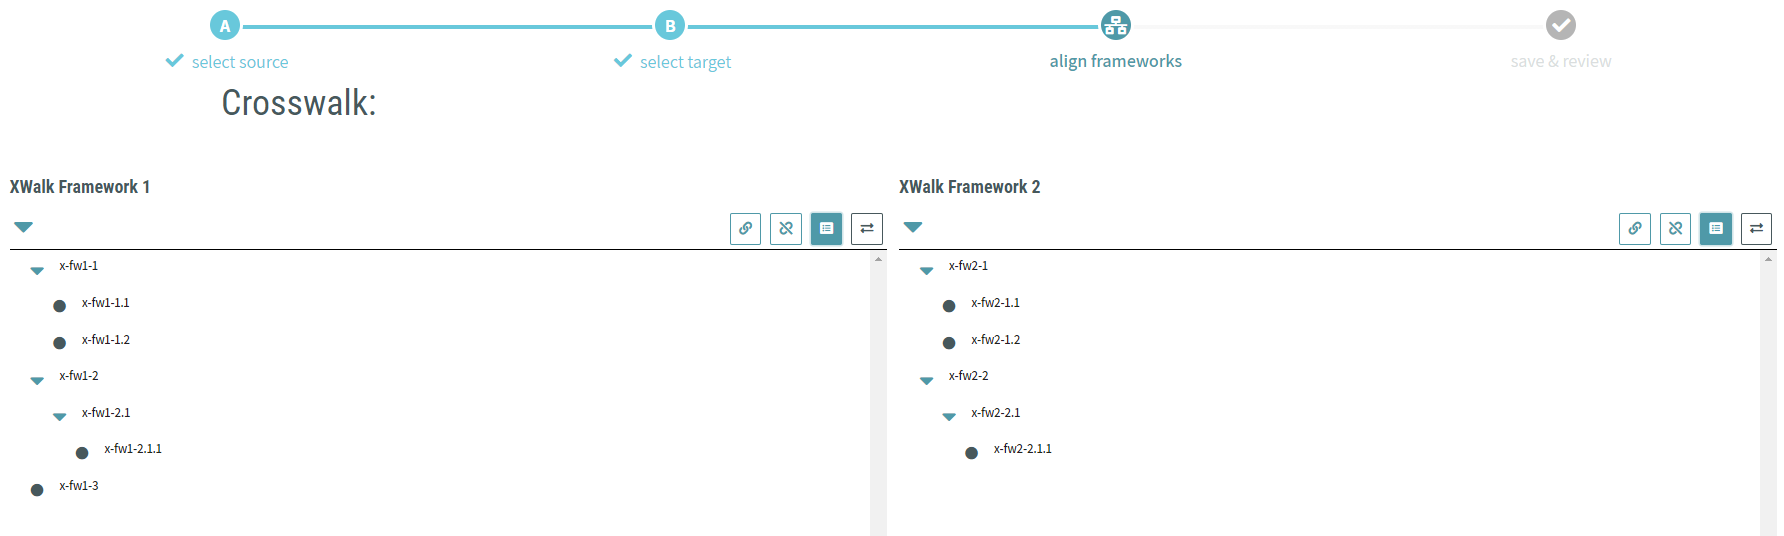 A
B
select source
select target
align frameworks
save & review
Crosswalk:
XWalk Framework 1
x-fw1-1
x-fw1-1.1
x-fw1-1.2
x-fw1-2
x-fw1-2.1
x-fw1-2.1.1
x-fw1-3
XWalk Framework 2
x-fw2-1
x-fw2-1.1
x-fw2-1.2
x-fw2-2
x-fw2-2.1
x-fw2-2.1.1